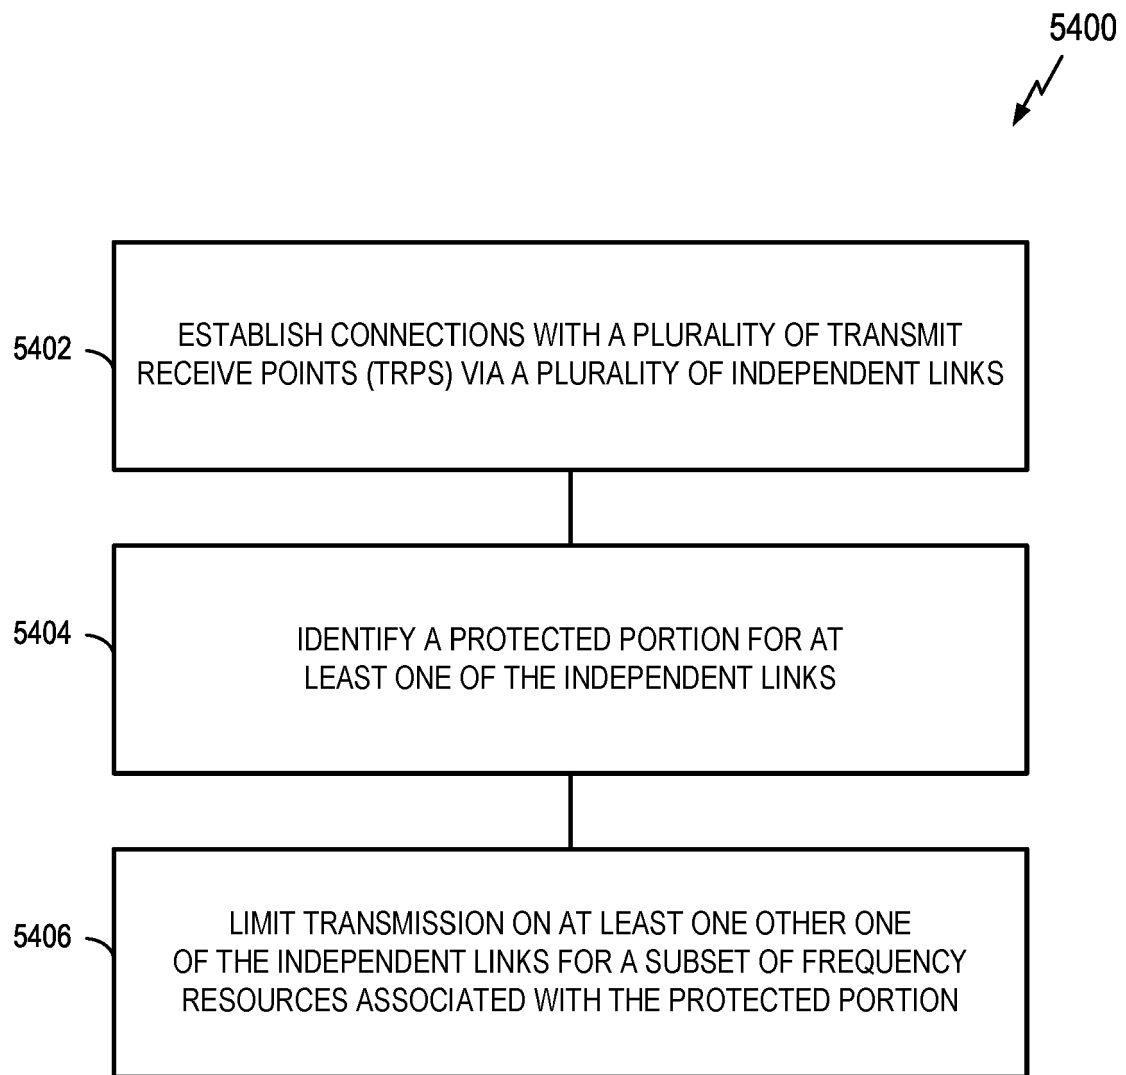 5400
5402
ESTABLISH CONNECTIONS WITH A PLURALITY OF TRANSMIT
RECEIVE POINTS (TRPS) VIA A PLURALITY OF INDEPENDENT LINKS
5404
IDENTIFY A PROTECTED PORTION FOR AT
LEAST ONE OF THE INDEPENDENT LINKS
5406
LIMIT TRANSMISSION ON AT LEAST ONE OTHER ONE
OF THE INDEPENDENT LINKS FOR A SUBSET OF FREQUENCY
RESOURCES ASSOCIATED WITH THE PROTECTED PORTION